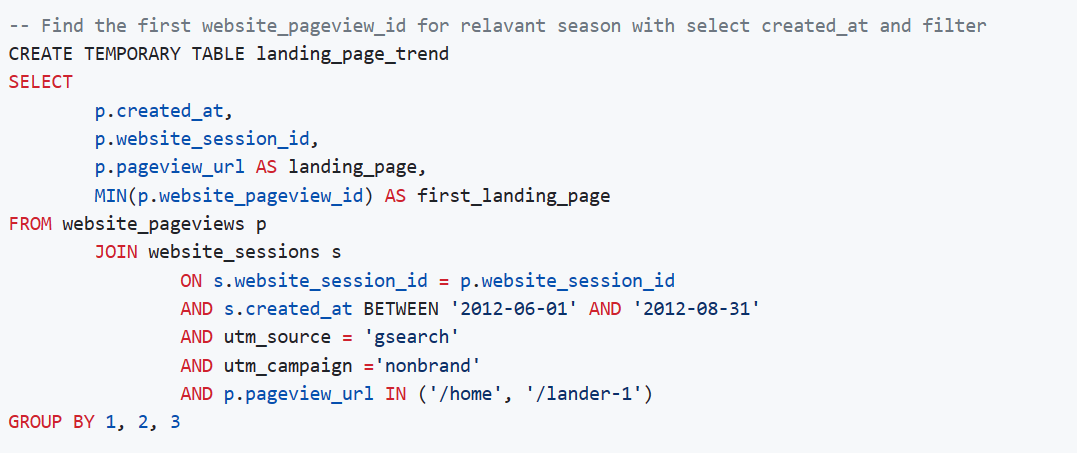 -- Find the first website_pageview_id for relavant season with select created_at and filter
CREATE TEMPORARY TABLE landing_page_trend
SELECT
p.created_at,
p.website_session_id,
p.pageview_url AS landing_page,
MIN(p.website_pageview_id) AS first_landing_page
FROM website_pageviews p
JOIN website_sessions s
ON s.website_session_id = p.website_session_id
AND s.created_at BETWEEN '2012-06-01' AND '2012-08-31'
AND utm_source = 'gsearch'
AND utm_campaign ='nonbrand'
AND p.pageview_url IN ('/home', '/lander-1')
GROUP BY 1, 2, 3